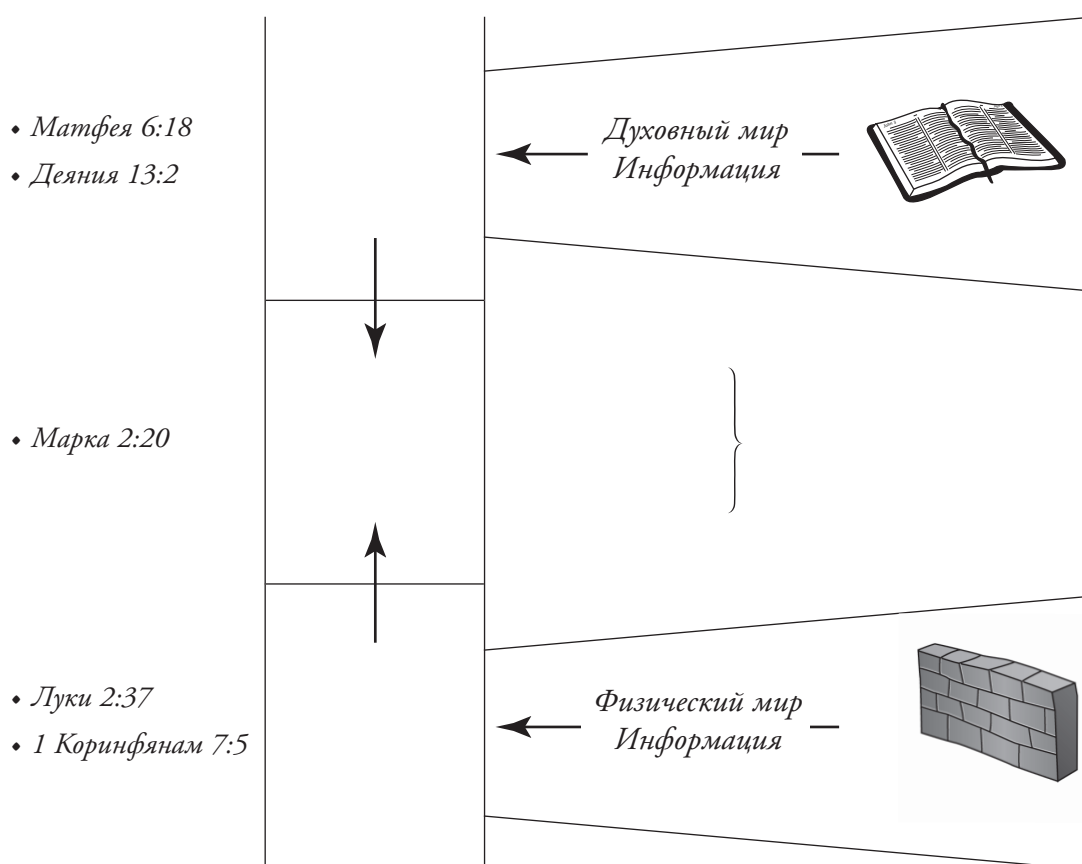 • Матфея 6:18
• Деяния 13:2
Духовный мир
Информация
• Марка 2:20
• Луки 2:37
• 1 Коринфянам 7:5
Физический мир
Информация